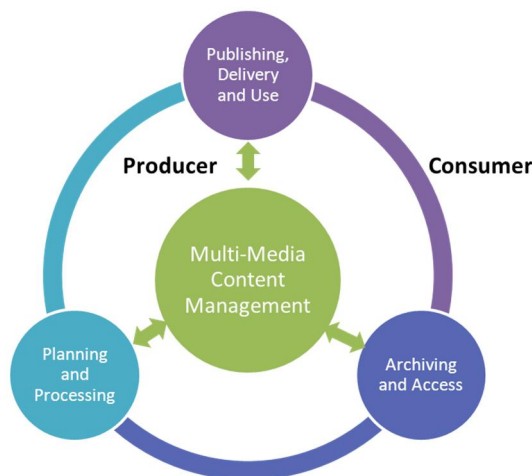 Publishing,
Delivery
and Use
Producer
Consumer
Multi-Media
Content
Management
Planning
and
Processing
Archiving
and Access